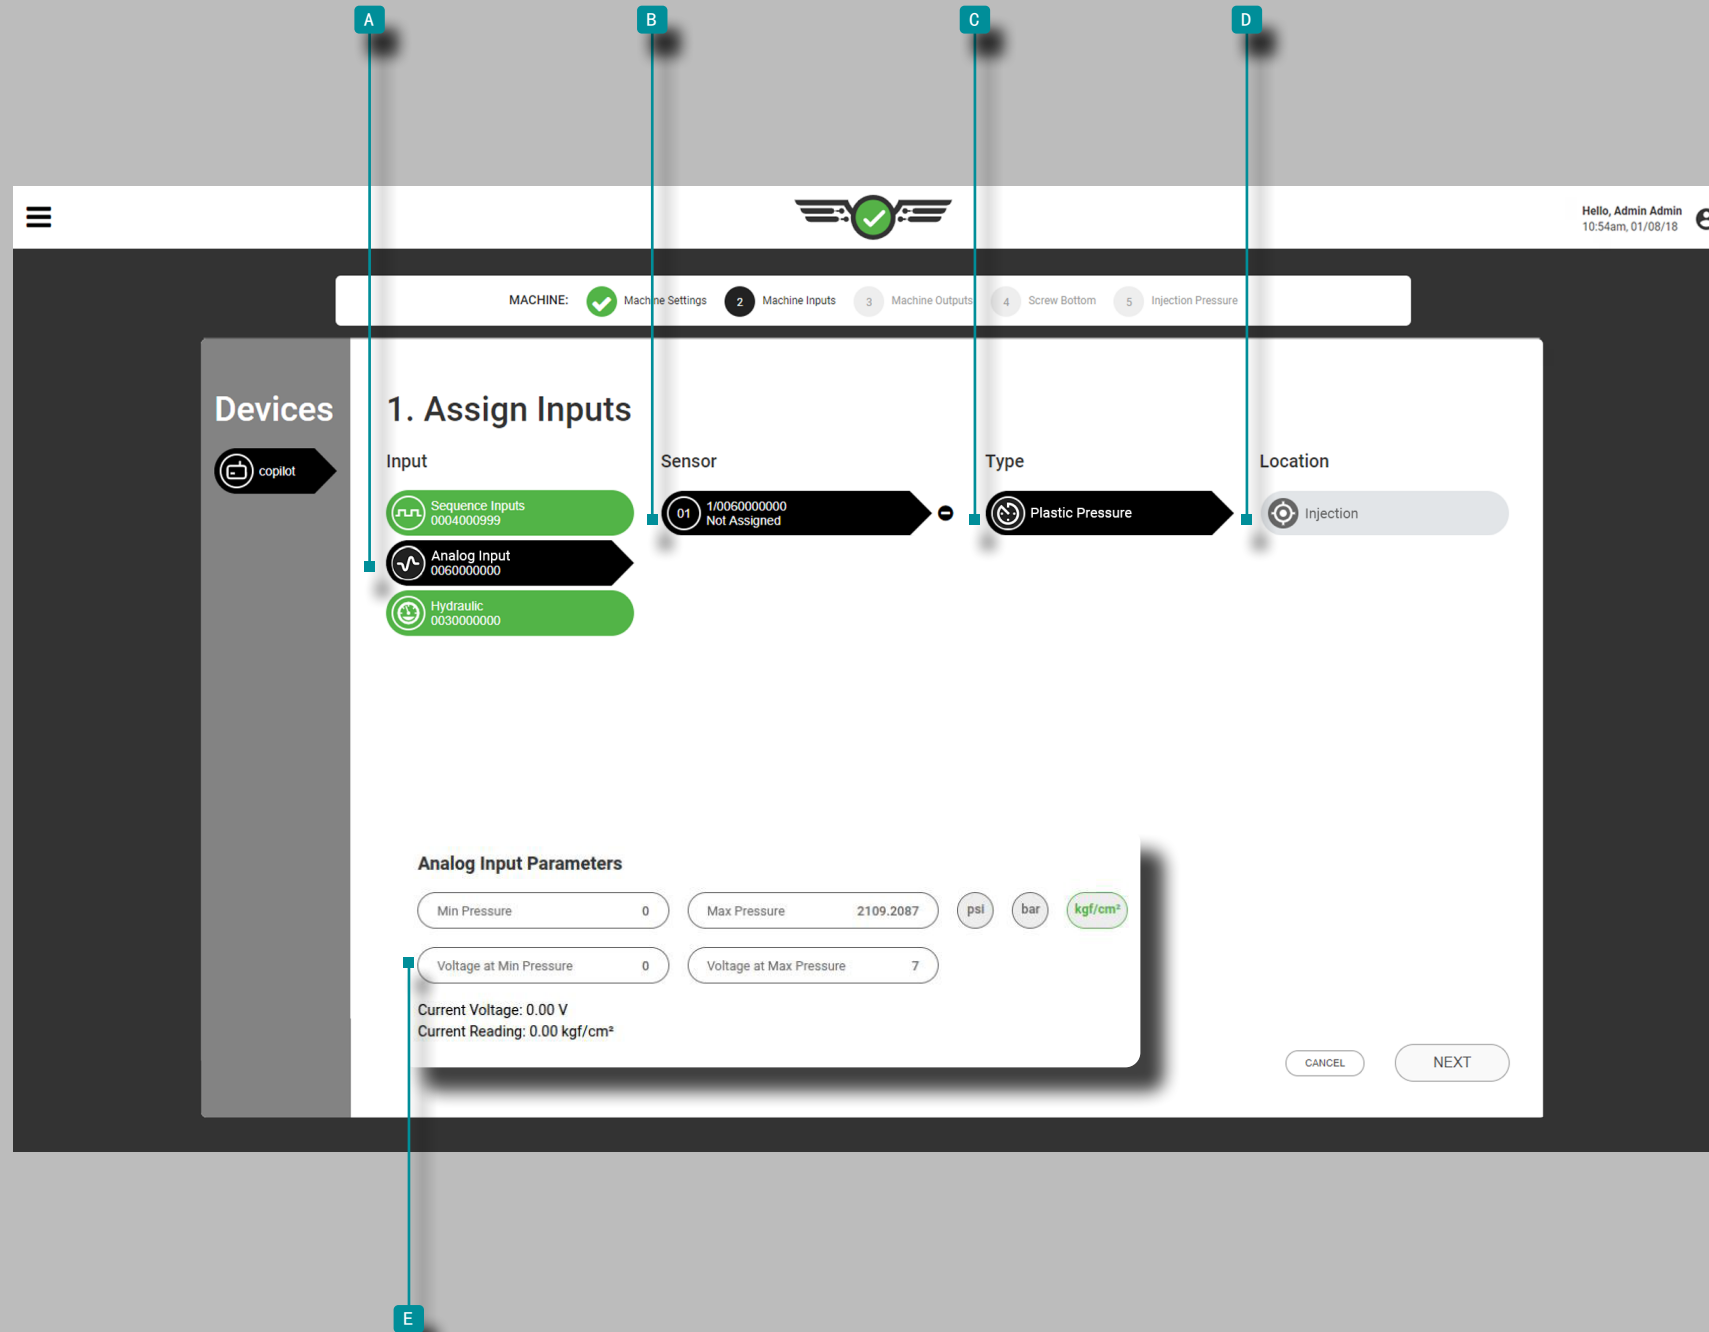 A
B
C
D
Hello, Admin Admin
10:54am, 01/08/18
MACHINE: Machine Settings 2 Machine Inputs 3 Machine Outputs 4 Screw Bottom 5 Injection Pressure
Devices
copilot
1. Assign Inputs
Input
Sensor
Type
Location
Sequence Inputs
0004000999
Analog Input
0060000000
Hydraulic
0030000000
01
1/0060000000
Not Assigned
Plastic Pressure
Injection
Analog Input Parameters
Min Pressure 0
Max Pressure 2109.2087
psi
bar
kgf/cm²
Voltage at Min Pressure 0
Voltage at Max Pressure 7
Current Voltage: 0.00 V
Current Reading: 0.00 kgf/cm²
CANCEL
NEXT
E